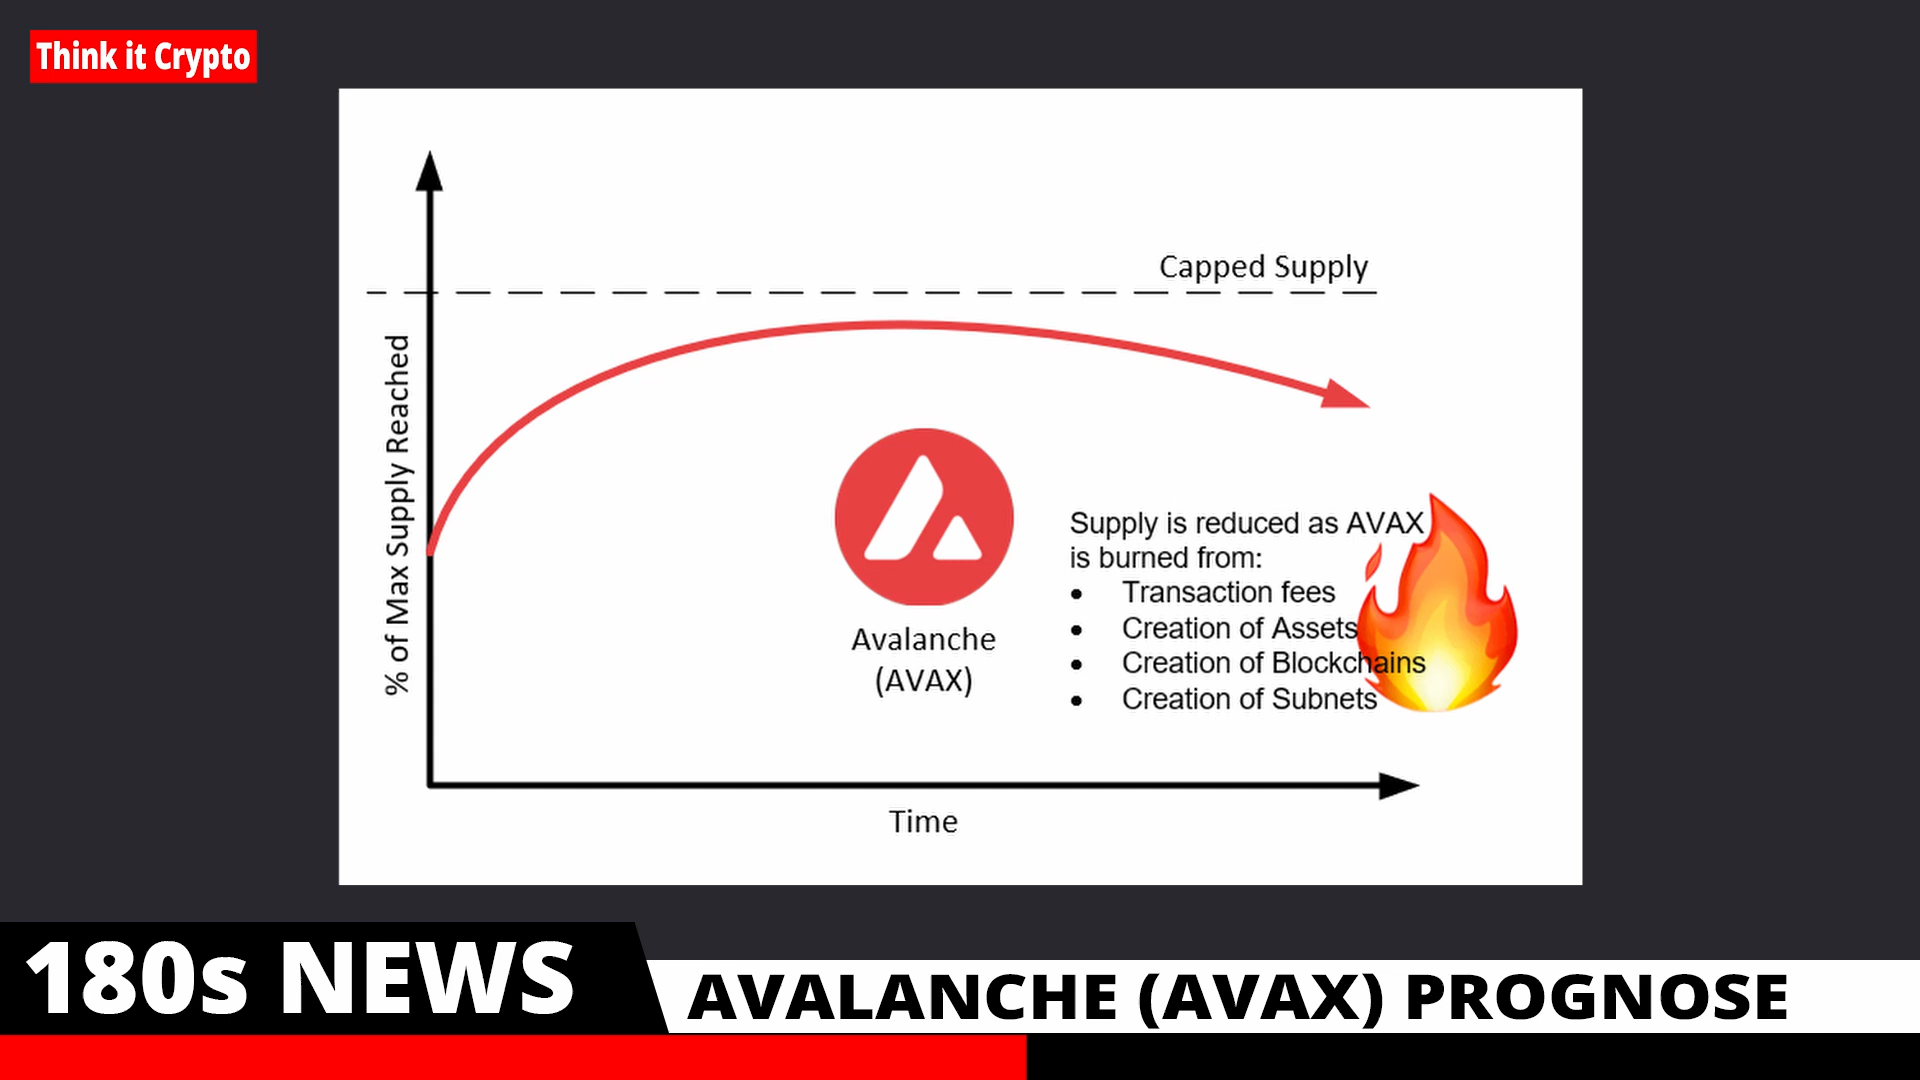 Think it Crypto
Capped Supply
% of Max Supply Reached
Avalanche
(AVAX)
Supply is reduced as AVAX
is burned from:
• Transaction fees
• Creation of Assets
• Creation of Blockchains
• Creation of Subnets
Time
180s NEWS
AVALANCHE (AVAX) PROGNOSE